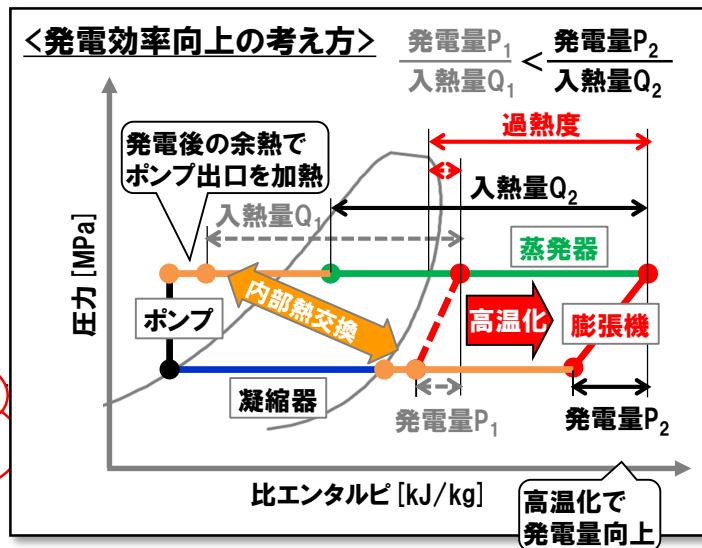 <発電効率向上の考え方>
発電量P₁
入熱量Q₁
<
発電量P₂
入熱量Q₂
過熱度
発電後の余熱で
ポンプ出口を加熱
入熱量Q₂
入熱量Q₁
蒸発器
圧力 [MPa]
ポンプ
内部熱交換
高温化
膨張機
凝縮器
発電量P₁
発電量P₂
比エンタルピ [kJ/kg]
高温化で
発電量向上